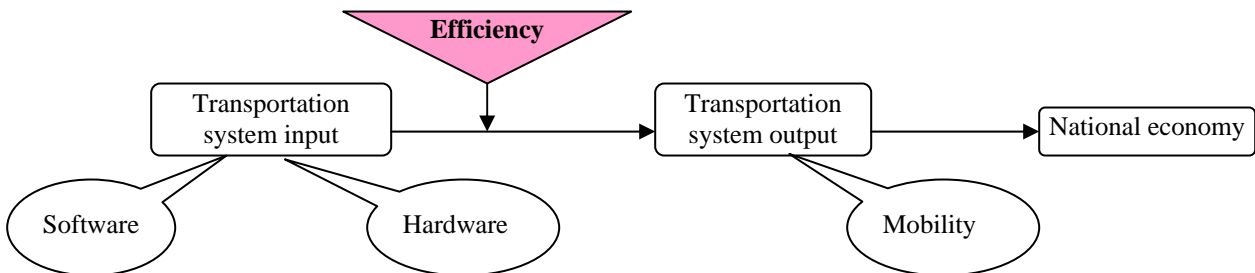 Efficiency
Transportation
system input
Transportation
system output
National economy
Software
Hardware
Mobility